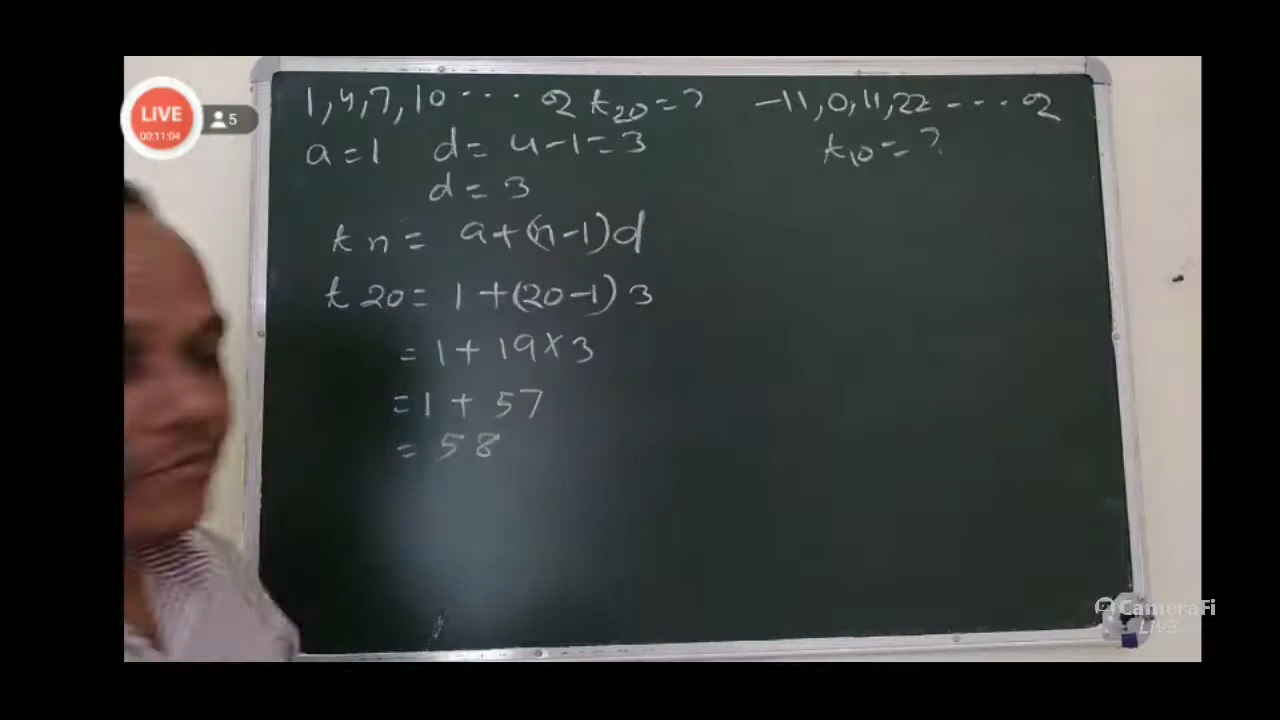 LIVE
00:11:04
5
1,4,7,10 ... t20=?
a=1 d= 4-1=3
d=3
tn= a+(n-1)d
t20= 1+(20-1)3
=1+19×3
=1+57
=58
-11,0,11,22 ----
t10=?
CameraFi
LIVE